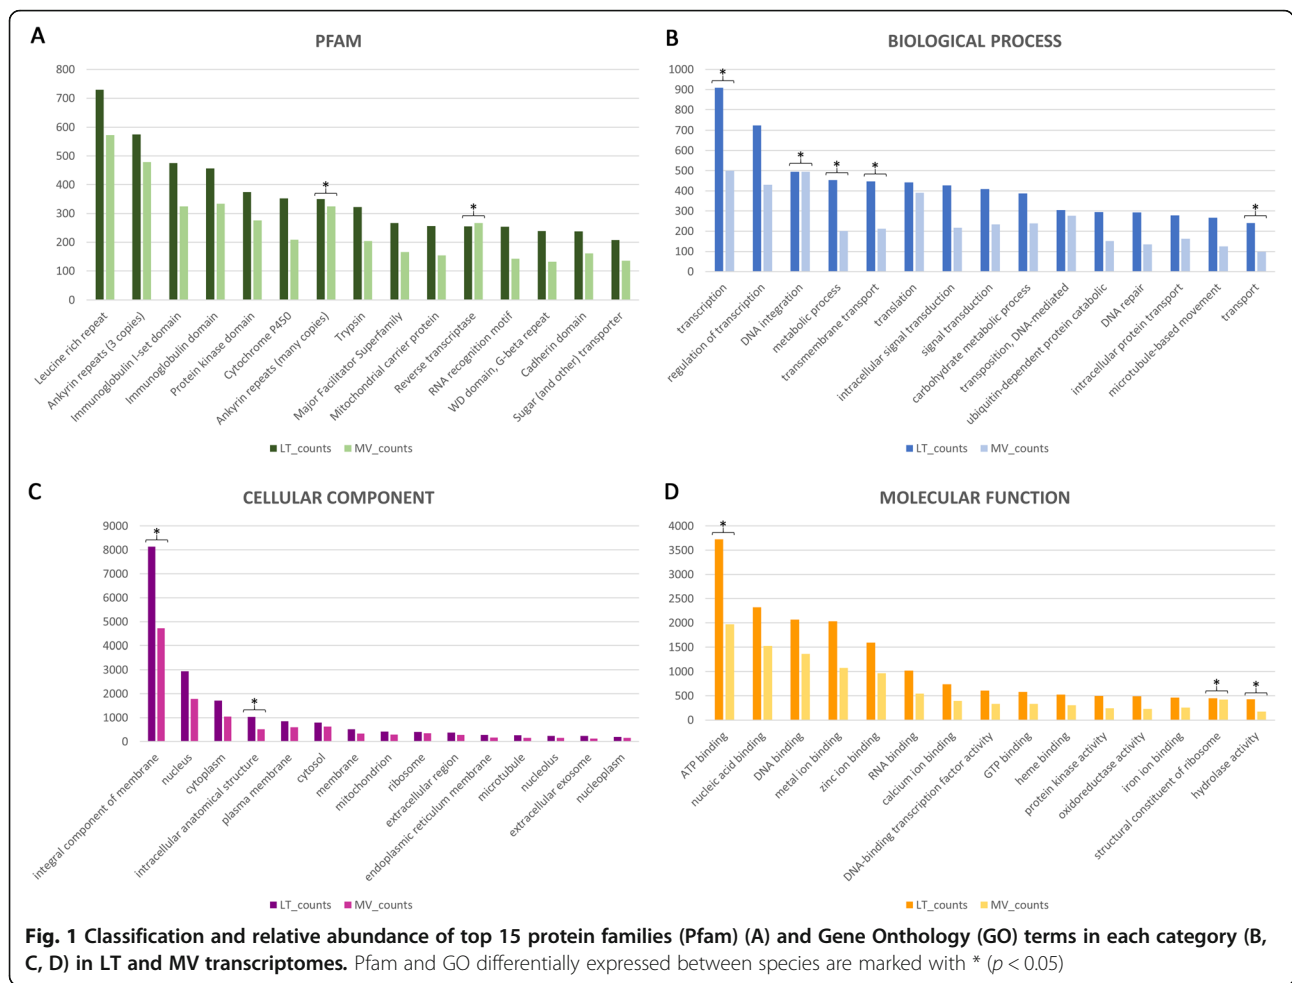 A
PFAM
800
700
600
500
400
300
200
100
0
*
*
Leucine rich repeat
Ankyrin repeats (3 copies)
Immunoglobulin I-set domain
Immunoglobulin domain
Protein kinase domain
Cytochrome P450
Ankyrin repeats (many copies)
Trypsin
Major Facilitator Superfamily
Mitochondrial carrier protein
Reverse transcriptase
RNA recognition motif
WD domain, G-beta repeat
Cadherin domain
Sugar (and other) transporter
LT_counts MV_counts
B
BIOLOGICAL PROCESS
1000
900
800
700
600
500
400
300
200
100
0
*
*
*
*
*
transcription
regulation of transcription
DNA integration
metabolic process
transmembrane transport
translation
intracellular signal transduction
signal transduction
carbohydrate metabolic process
transposition, DNA-mediated
ubiquitin-dependent protein catabolic
DNA repair
intracellular protein transport
microtubule-based movement
transport
LT_counts MV_counts
C
CELLULAR COMPONENT
9000
8000
7000
6000
5000
4000
3000
2000
1000
0
*
*
integral component of membrane
nucleus
cytoplasm
intracellular anatomical structure
plasma membrane
cytosol
membrane
mitochondrion
ribosome
extracellular region
endoplasmic reticulum membrane
microtubule
nucleolus
extracellular exosome
nucleoplasm
LT_counts MV_counts
D
MOLECULAR FUNCTION
4000
3500
3000
2500
2000
1500
1000
500
0
*
*
*
ATP binding
nucleic acid binding
DNA binding
metal ion binding
zinc ion binding
RNA binding
calcium ion binding
DNA-binding transcription factor activity
GTP binding
heme binding
protein kinase activity
oxidoreductase activity
iron ion binding
structural constituent of ribosome
hydrolase activity
LT_counts MV_counts
Fig. 1 Classification and relative abundance of top 15 protein families (Pfam) (A) and Gene Onthology (GO) terms in each category (B,
C, D) in LT and MV transcriptomes. Pfam and GO differentially expressed between species are marked with * (p < 0.05)